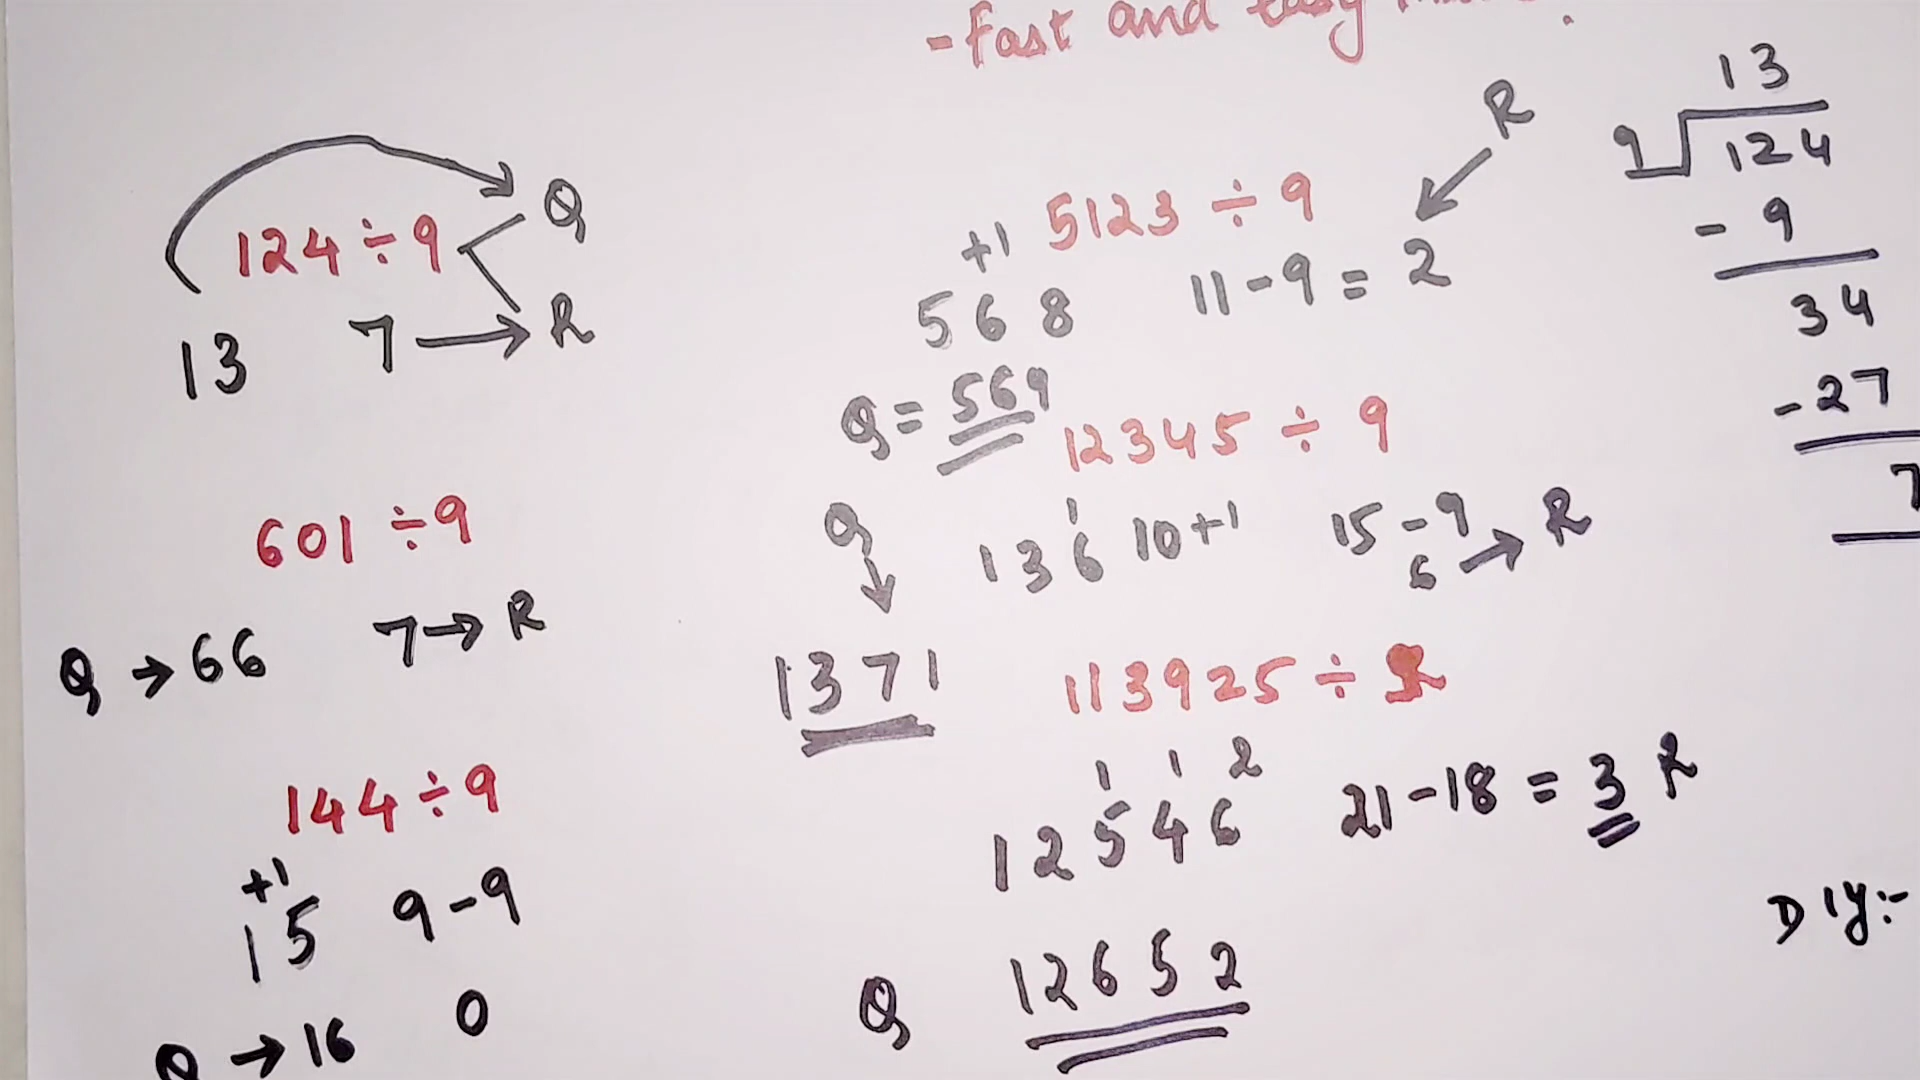 - Fast and easy
124 ÷ 9
Q
R
13 7 → R
601 ÷ 9
Q → 66 7 → R
144 ÷ 9
+1
15 9-9
Q → 16 0
R
5123 ÷ 9
+1
568 11-9 = 2
Q = 569
12345 ÷ 9
Q
1
136 10+1 15-9
6 → R
1371
113925 ÷
1 1 2
12546 21-18 = 3 R
Q 12652
13
9 124
- 9
34
- 27
7
DIY:-